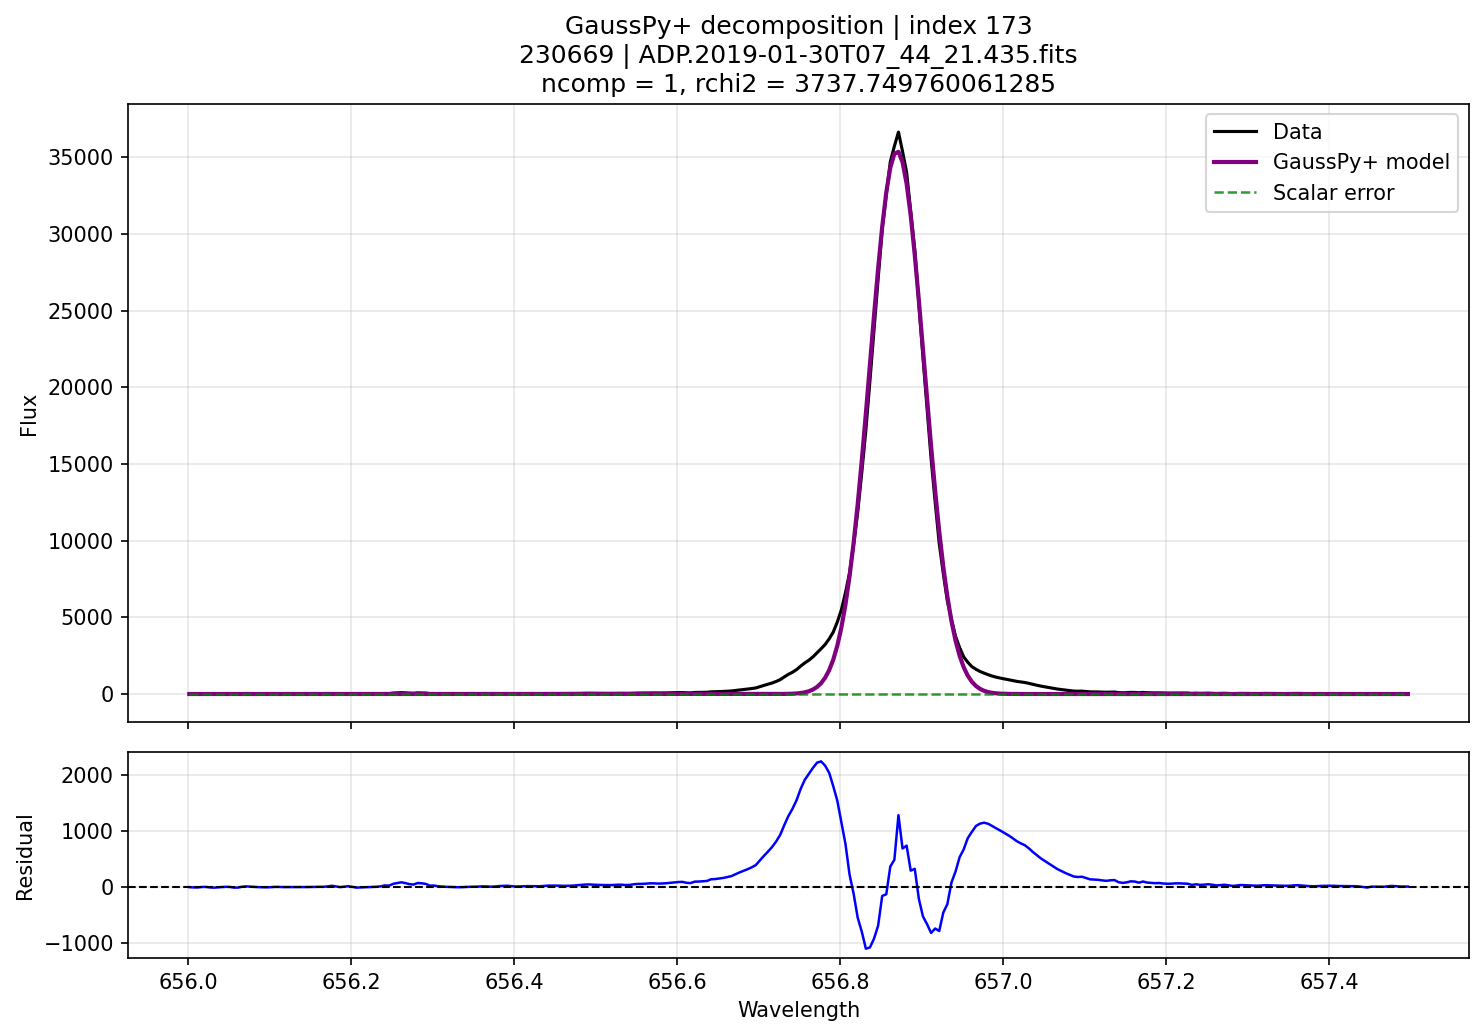 GaussPy+ decomposition | index 173
230669 | ADP.2019-01-30T07_44_21.435.fits
ncomp = 1, rchi2 = 3737.749760061285
Data
GaussPy+ model
Scalar error
35000
30000
25000
20000
15000
10000
5000
0
Flux
2000
1000
0
−1000
Residual
656.0 656.2 656.4 656.6 656.8 657.0 657.2 657.4
Wavelength